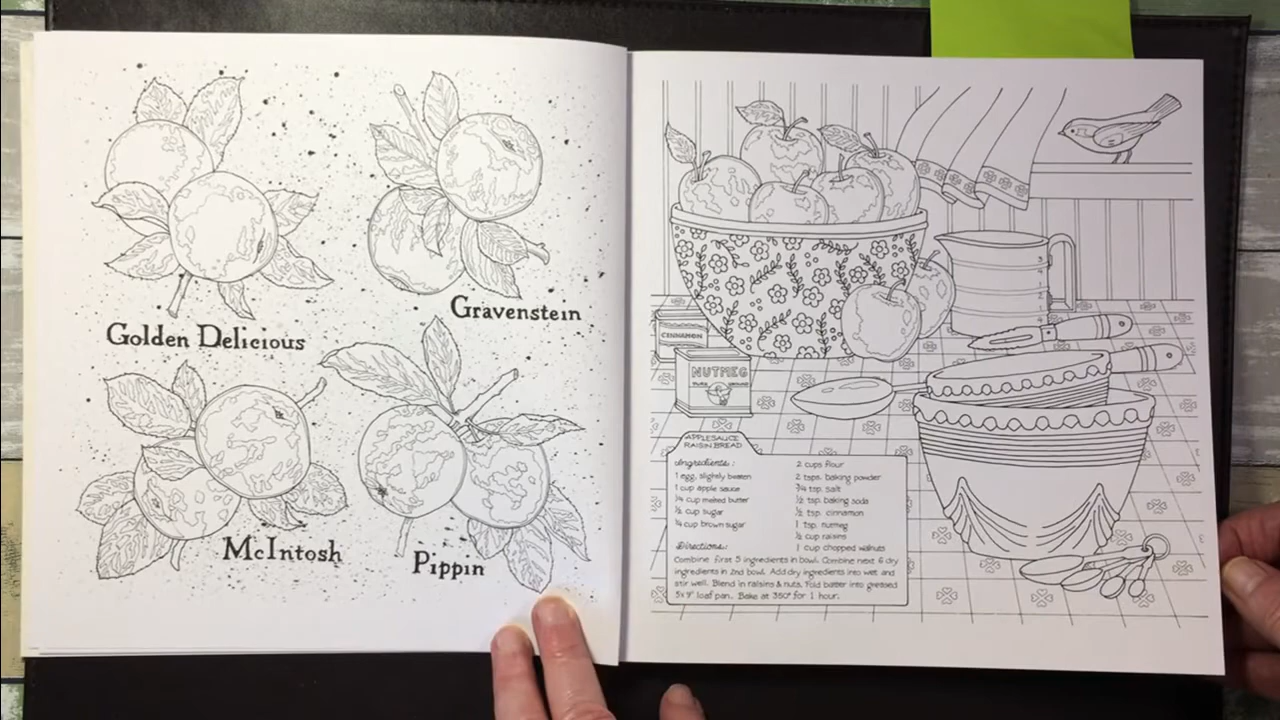 Golden Delicious
Gravenstein
McIntosh
Pippin
CINNAMON
NUTMEG
PURE GROUND
APPLESAUCE
RAISIN BREAD
Ingredients:
1 egg, slightly beaten
1 cup apple sauce
1/4 cup melted butter
1/2 cup sugar
1/4 cup brown sugar
2 cups flour
2 tsps. baking powder
3/4 tsp. salt
1/2 tsp. baking soda
1/2 tsp. cinnamon
1 tsp. nutmeg
1/2 cup raisins
1 cup chopped walnuts
Directions:
Combine first 5 ingredients in bowl. Combine next 6 dry
ingredients in 2nd bowl. Add dry ingredients into wet and
stir well. Blend in raisins & nuts. Fold batter into greased
5x9" loaf pan. Bake at 350° for 1 hour.